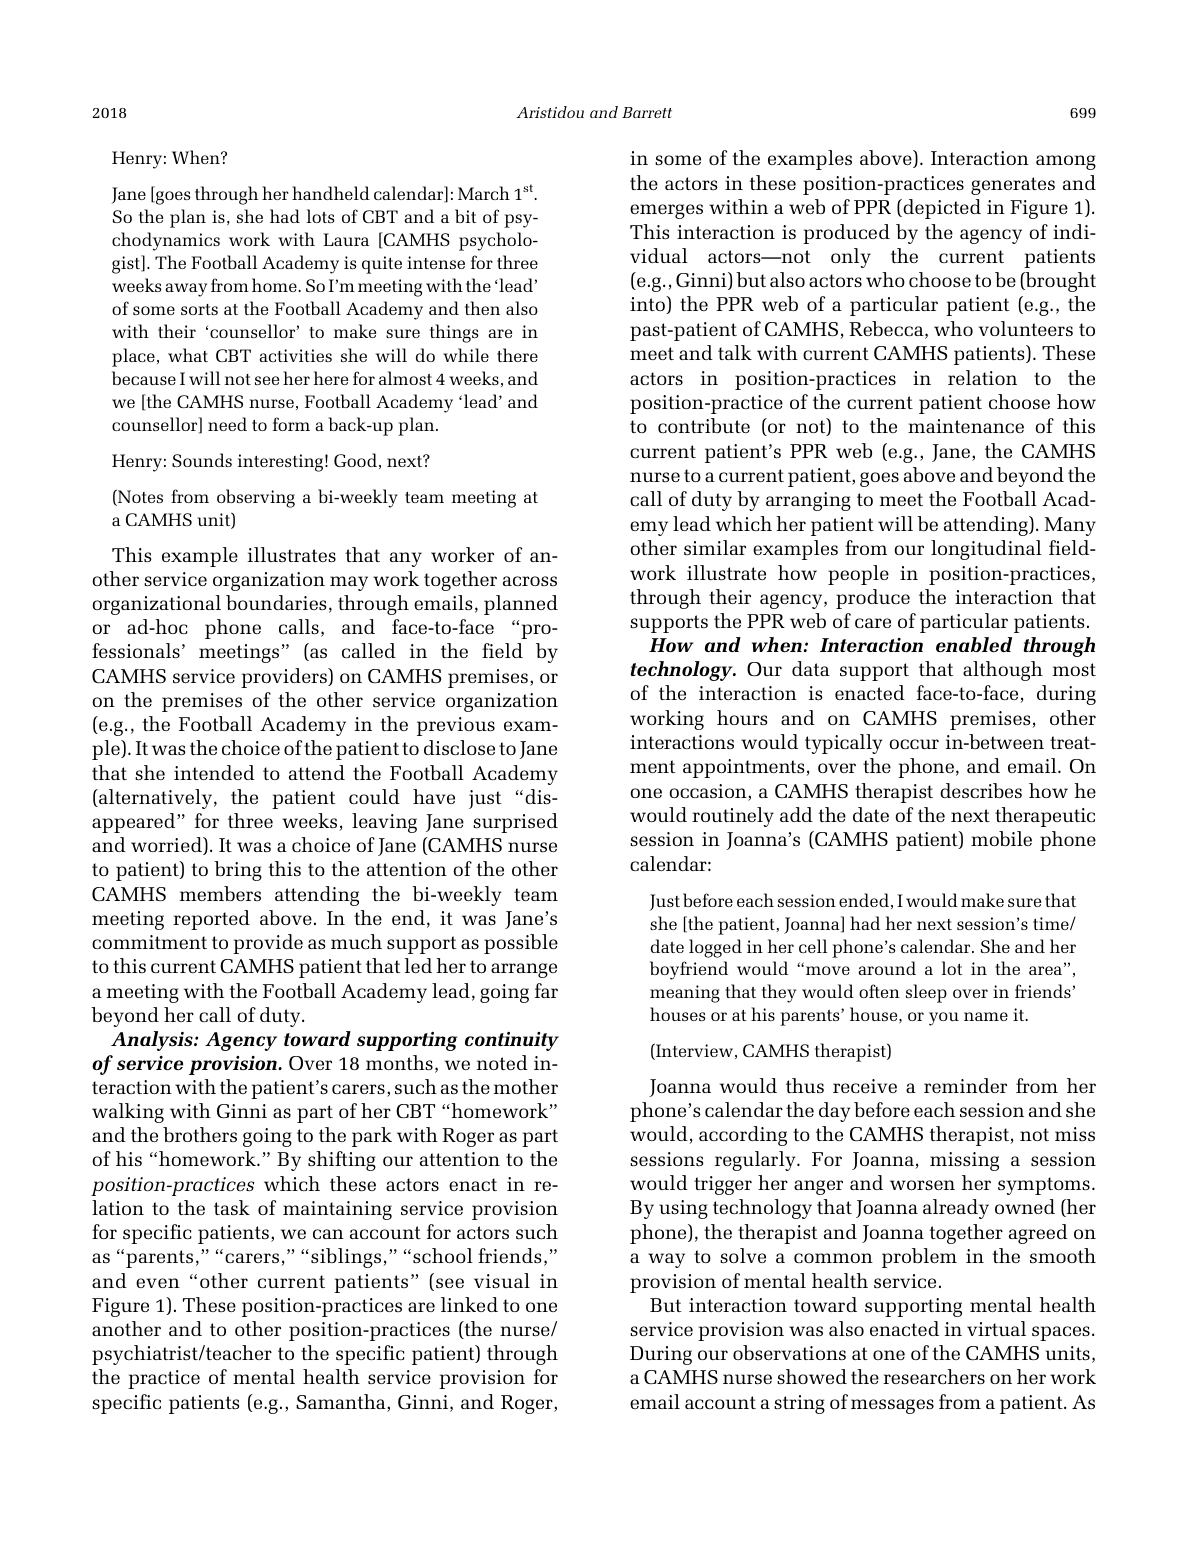 2018
Aristidou and Barrett
699
Henry: When?
Jane [goes through her handheld calendar]: March 1st.
So the plan is, she had lots of CBT and a bit of psy-
chodynamics work with Laura [CAMHS psycholo-
gist]. The Football Academy is quite intense for three
weeks away from home. So I'm meeting with the 'lead'
of some sorts at the Football Academy and then also
with their 'counsellor' to make sure things are in
place, what CBT activities she will do while there
because I will not see her here for almost 4 weeks, and
we [the CAMHS nurse, Football Academy 'lead' and
counsellor] need to form a back-up plan.
Henry: Sounds interesting! Good, next?
(Notes from observing a bi-weekly team meeting at
a CAMHS unit)
This example illustrates that any worker of an-
other service organization may work together across
organizational boundaries, through emails, planned
or ad-hoc phone calls, and face-to-face “pro-
fessionals’ meetings” (as called in the field by
CAMHS service providers) on CAMHS premises, or
on the premises of the other service organization
(e.g., the Football Academy in the previous exam-
ple). It was the choice of the patient to disclose to Jane
that she intended to attend the Football Academy
(alternatively, the patient could have just “dis-
appeared” for three weeks, leaving Jane surprised
and worried). It was a choice of Jane (CAMHS nurse
to patient) to bring this to the attention of the other
CAMHS members attending the bi-weekly team
meeting reported above. In the end, it was Jane’s
commitment to provide as much support as possible
to this current CAMHS patient that led her to arrange
a meeting with the Football Academy lead, going far
beyond her call of duty.
Analysis: Agency toward supporting continuity
of service provision. Over 18 months, we noted in-
teraction with the patient’s carers, such as the mother
walking with Ginni as part of her CBT “homework”
and the brothers going to the park with Roger as part
of his “homework.” By shifting our attention to the
position-practices which these actors enact in re-
lation to the task of maintaining service provision
for specific patients, we can account for actors such
as “parents,” “carers,” “siblings,” “school friends,”
and even “other current patients” (see visual in
Figure 1). These position-practices are linked to one
another and to other position-practices (the nurse/
psychiatrist/teacher to the specific patient) through
the practice of mental health service provision for
specific patients (e.g., Samantha, Ginni, and Roger,
in some of the examples above). Interaction among
the actors in these position-practices generates and
emerges within a web of PPR (depicted in Figure 1).
This interaction is produced by the agency of indi-
vidual actors—not only the current patients
(e.g., Ginni) but also actors who choose to be (brought
into) the PPR web of a particular patient (e.g., the
past-patient of CAMHS, Rebecca, who volunteers to
meet and talk with current CAMHS patients). These
actors in position-practices in relation to the
position-practice of the current patient choose how
to contribute (or not) to the maintenance of this
current patient’s PPR web (e.g., Jane, the CAMHS
nurse to a current patient, goes above and beyond the
call of duty by arranging to meet the Football Acad-
emy lead which her patient will be attending). Many
other similar examples from our longitudinal field-
work illustrate how people in position-practices,
through their agency, produce the interaction that
supports the PPR web of care of particular patients.
How and when: Interaction enabled through
technology. Our data support that although most
of the interaction is enacted face-to-face, during
working hours and on CAMHS premises, other
interactions would typically occur in-between treat-
ment appointments, over the phone, and email. On
one occasion, a CAMHS therapist describes how he
would routinely add the date of the next therapeutic
session in Joanna’s (CAMHS patient) mobile phone
calendar:
Just before each session ended, I would make sure that
she [the patient, Joanna] had her next session’s time/
date logged in her cell phone’s calendar. She and her
boyfriend would “move around a lot in the area”,
meaning that they would often sleep over in friends’
houses or at his parents’ house, or you name it.
(Interview, CAMHS therapist)
Joanna would thus receive a reminder from her
phone’s calendar the day before each session and she
would, according to the CAMHS therapist, not miss
sessions regularly. For Joanna, missing a session
would trigger her anger and worsen her symptoms.
By using technology that Joanna already owned (her
phone), the therapist and Joanna together agreed on
a way to solve a common problem in the smooth
provision of mental health service.
But interaction toward supporting mental health
service provision was also enacted in virtual spaces.
During our observations at one of the CAMHS units,
a CAMHS nurse showed the researchers on her work
email account a string of messages from a patient. As